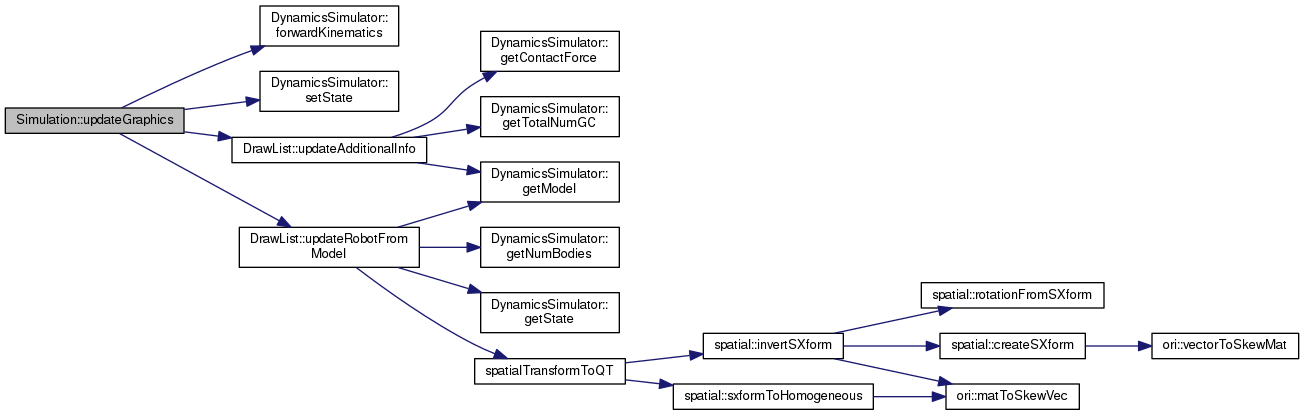 Simulation::updateGraphics
DynamicsSimulator::
forwardKinematics
DynamicsSimulator::
setState
DrawList::updateAdditionalInfo
DrawList::updateRobotFrom
Model
DynamicsSimulator::
getContactForce
DynamicsSimulator::
getTotalNumGC
DynamicsSimulator::
getModel
DynamicsSimulator::
getNumBodies
DynamicsSimulator::
getState
spatialTransformToQT
spatial::invertSXform
spatial::sxformToHomogeneous
spatial::rotationFromSXform
spatial::createSXform
ori::matToSkewVec
ori::vectorToSkewMat